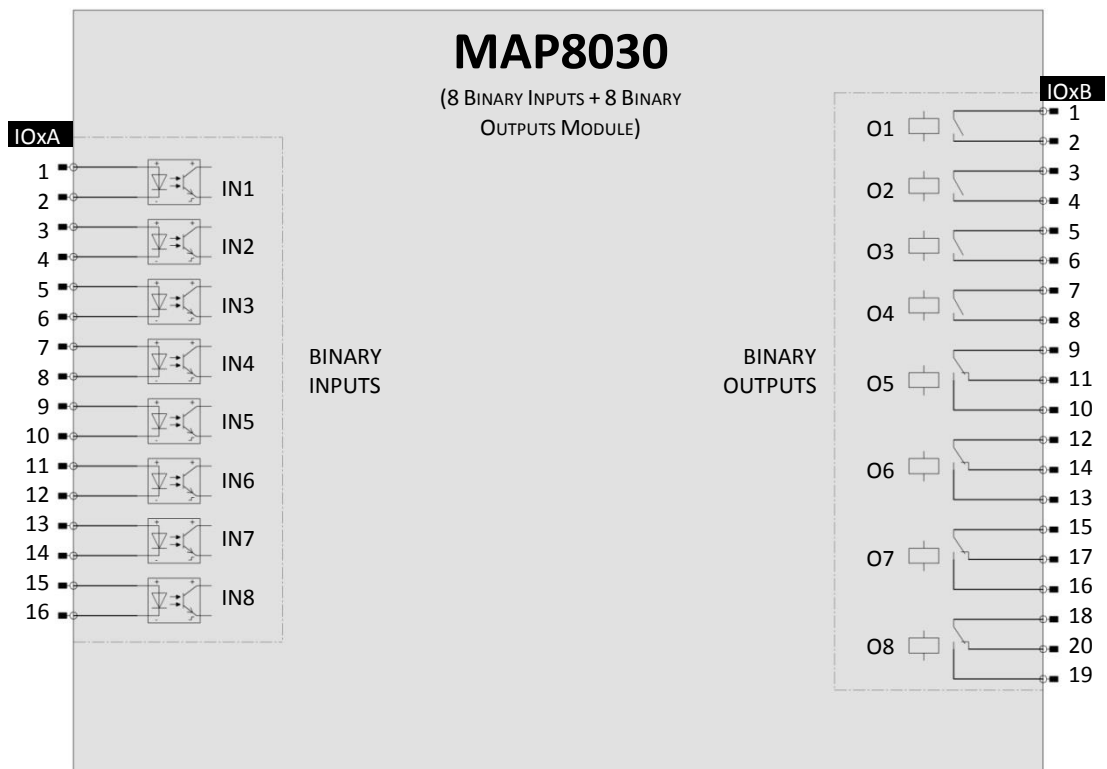 MAP8030
(8 BINARY INPUTS + 8 BINARY
OUTPUTS MODULE)
IOxA
1
2
IN1
3
4
IN2
5
6
IN3
7
8
IN4
9
10
IN5
11
12
IN6
13
14
IN7
15
16
IN8
BINARY
INPUTS
BINARY
OUTPUTS
IOxB
O1
1
2
O2
3
4
O3
5
6
O4
7
8
O5
9
11
10
O6
12
14
13
O7
15
17
16
O8
18
20
19